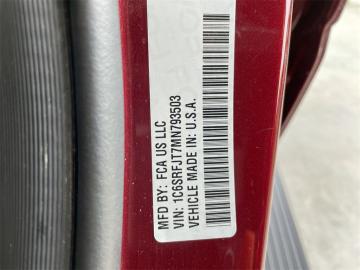 MFD BY: FCA US LLC
VIN: 1C6SRFJT7MN793503
VEHICLE MADE IN: U.S.A.